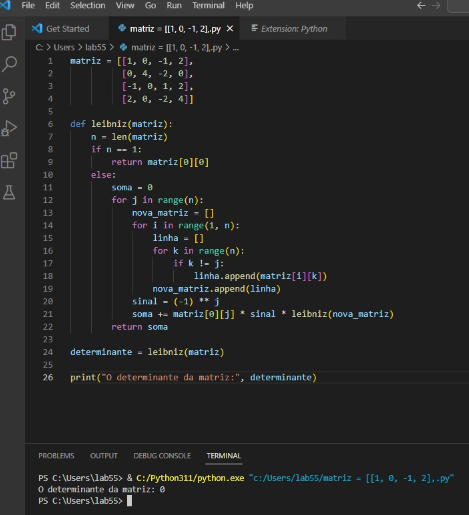 File Edit Selection View Go Run Terminal Help
Get Started matriz = [[1, 0, -1, 2],.py Extension: Python
C: > Users > lab55 > matriz = [[1, 0, -1, 2],.py > ...
1 matriz = [[1, 0, -1, 2],
2 [0, 4, -2, 0],
3 [-1, 0, 1, 2],
4 [2, 0, -2, 4]]
5
6 def leibniz(matriz):
7 n = len(matriz)
8 if n == 1:
9 return matriz[0][0]
10 else:
11 soma = 0
12 for j in range(n):
13 nova_matriz = []
14 for i in range(1, n):
15 linha = []
16 for k in range(n):
17 if k != j:
18 linha.append(matriz[i][k])
19 nova_matriz.append(linha)
20 sinal = (-1) ** j
21 soma += matriz[0][j] * sinal * leibniz(nova_matriz)
22 return soma
23
24 determinante = leibniz(matriz)
25
26 print("O determinante da matriz:", determinante)
PROBLEMS OUTPUT DEBUG CONSOLE TERMINAL
PS C:\Users\lab55> & C:/Python311/python.exe "c:/Users/lab55/matriz = [[1, 0, -1, 2],.py"
O determinante da matriz: 0
PS C:\Users\lab55>